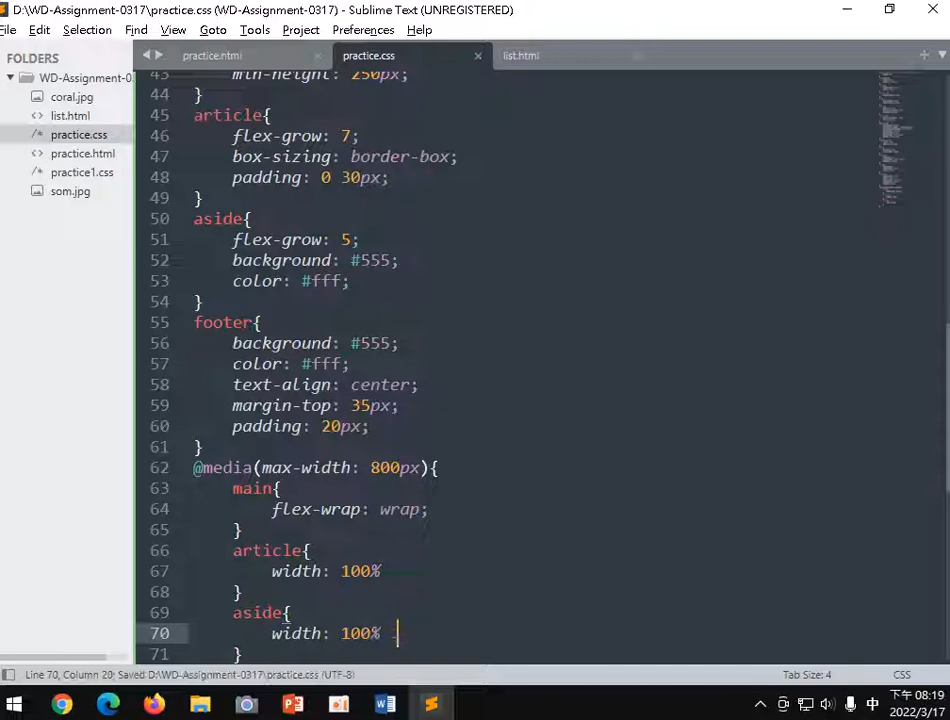 D:\WD-Assignment-0317\practice.css (WD-Assignment-0317) - Sublime Text (UNREGISTERED)
File Edit Selection Find View Goto Tools Project Preferences Help
FOLDERS
WD-Assignment-0
coral.jpg
list.html
practice.css
practice.html
practice1.css
som.jpg
practice.html practice.css list.html
43 min-height: 250px;
44 }
45 article{
46 flex-grow: 7;
47 box-sizing: border-box;
48 padding: 0 30px;
49 }
50 aside{
51 flex-grow: 5;
52 background: #555;
53 color: #fff;
54 }
55 footer{
56 background: #555;
57 color: #fff;
58 text-align: center;
59 margin-top: 35px;
60 padding: 20px;
61 }
62 @media(max-width: 800px){
63 main{
64 flex-wrap: wrap;
65 }
66 article{
67 width: 100%
68 }
69 aside{
70 width: 100%
71 }
Line 70, Column 20; Saved D:\WD-Assignment-0317\practice.css (UTF-8) Tab Size: 4 CSS
中 下午 08:19
2022/3/17